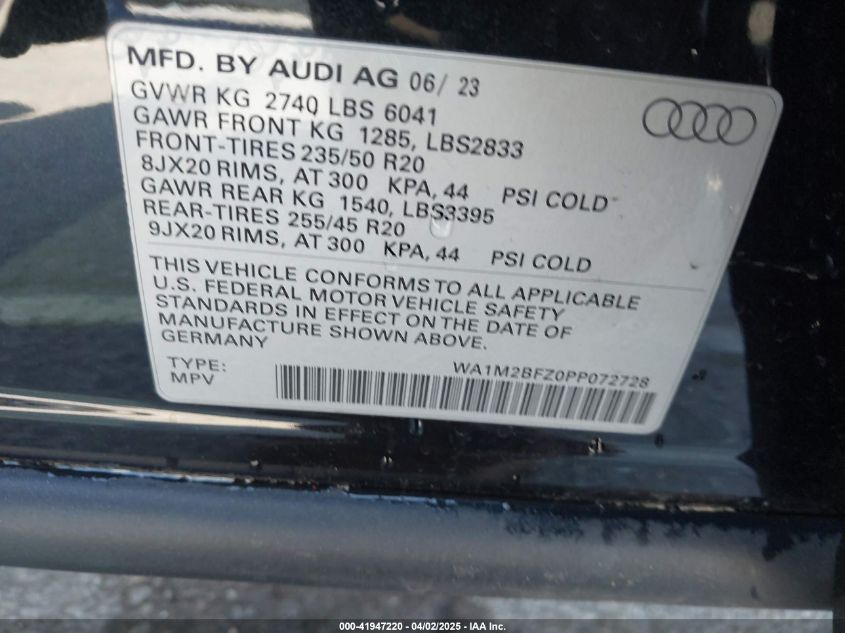 MFD. BY AUDI AG 06/ 23
GVWR KG 2740 LBS 6041
GAWR FRONT KG 1285, LBS2833
FRONT-TIRES 235/50 R20
8JX20 RIMS, AT 300 KPA, 44 PSI COLD
GAWR REAR KG 1540, LBS3395
REAR-TIRES 255/45 R20
9JX20 RIMS, AT 300 KPA, 44 PSI COLD
THIS VEHICLE CONFORMS TO ALL APPLICABLE
U.S. FEDERAL MOTOR VEHICLE SAFETY
STANDARDS IN EFFECT ON THE DATE OF
MANUFACTURE SHOWN ABOVE.
GERMANY
TYPE:
MPV
WA1M2BFZ0PP072728
000-41947220 - 04/02/2025 - IAA Inc.